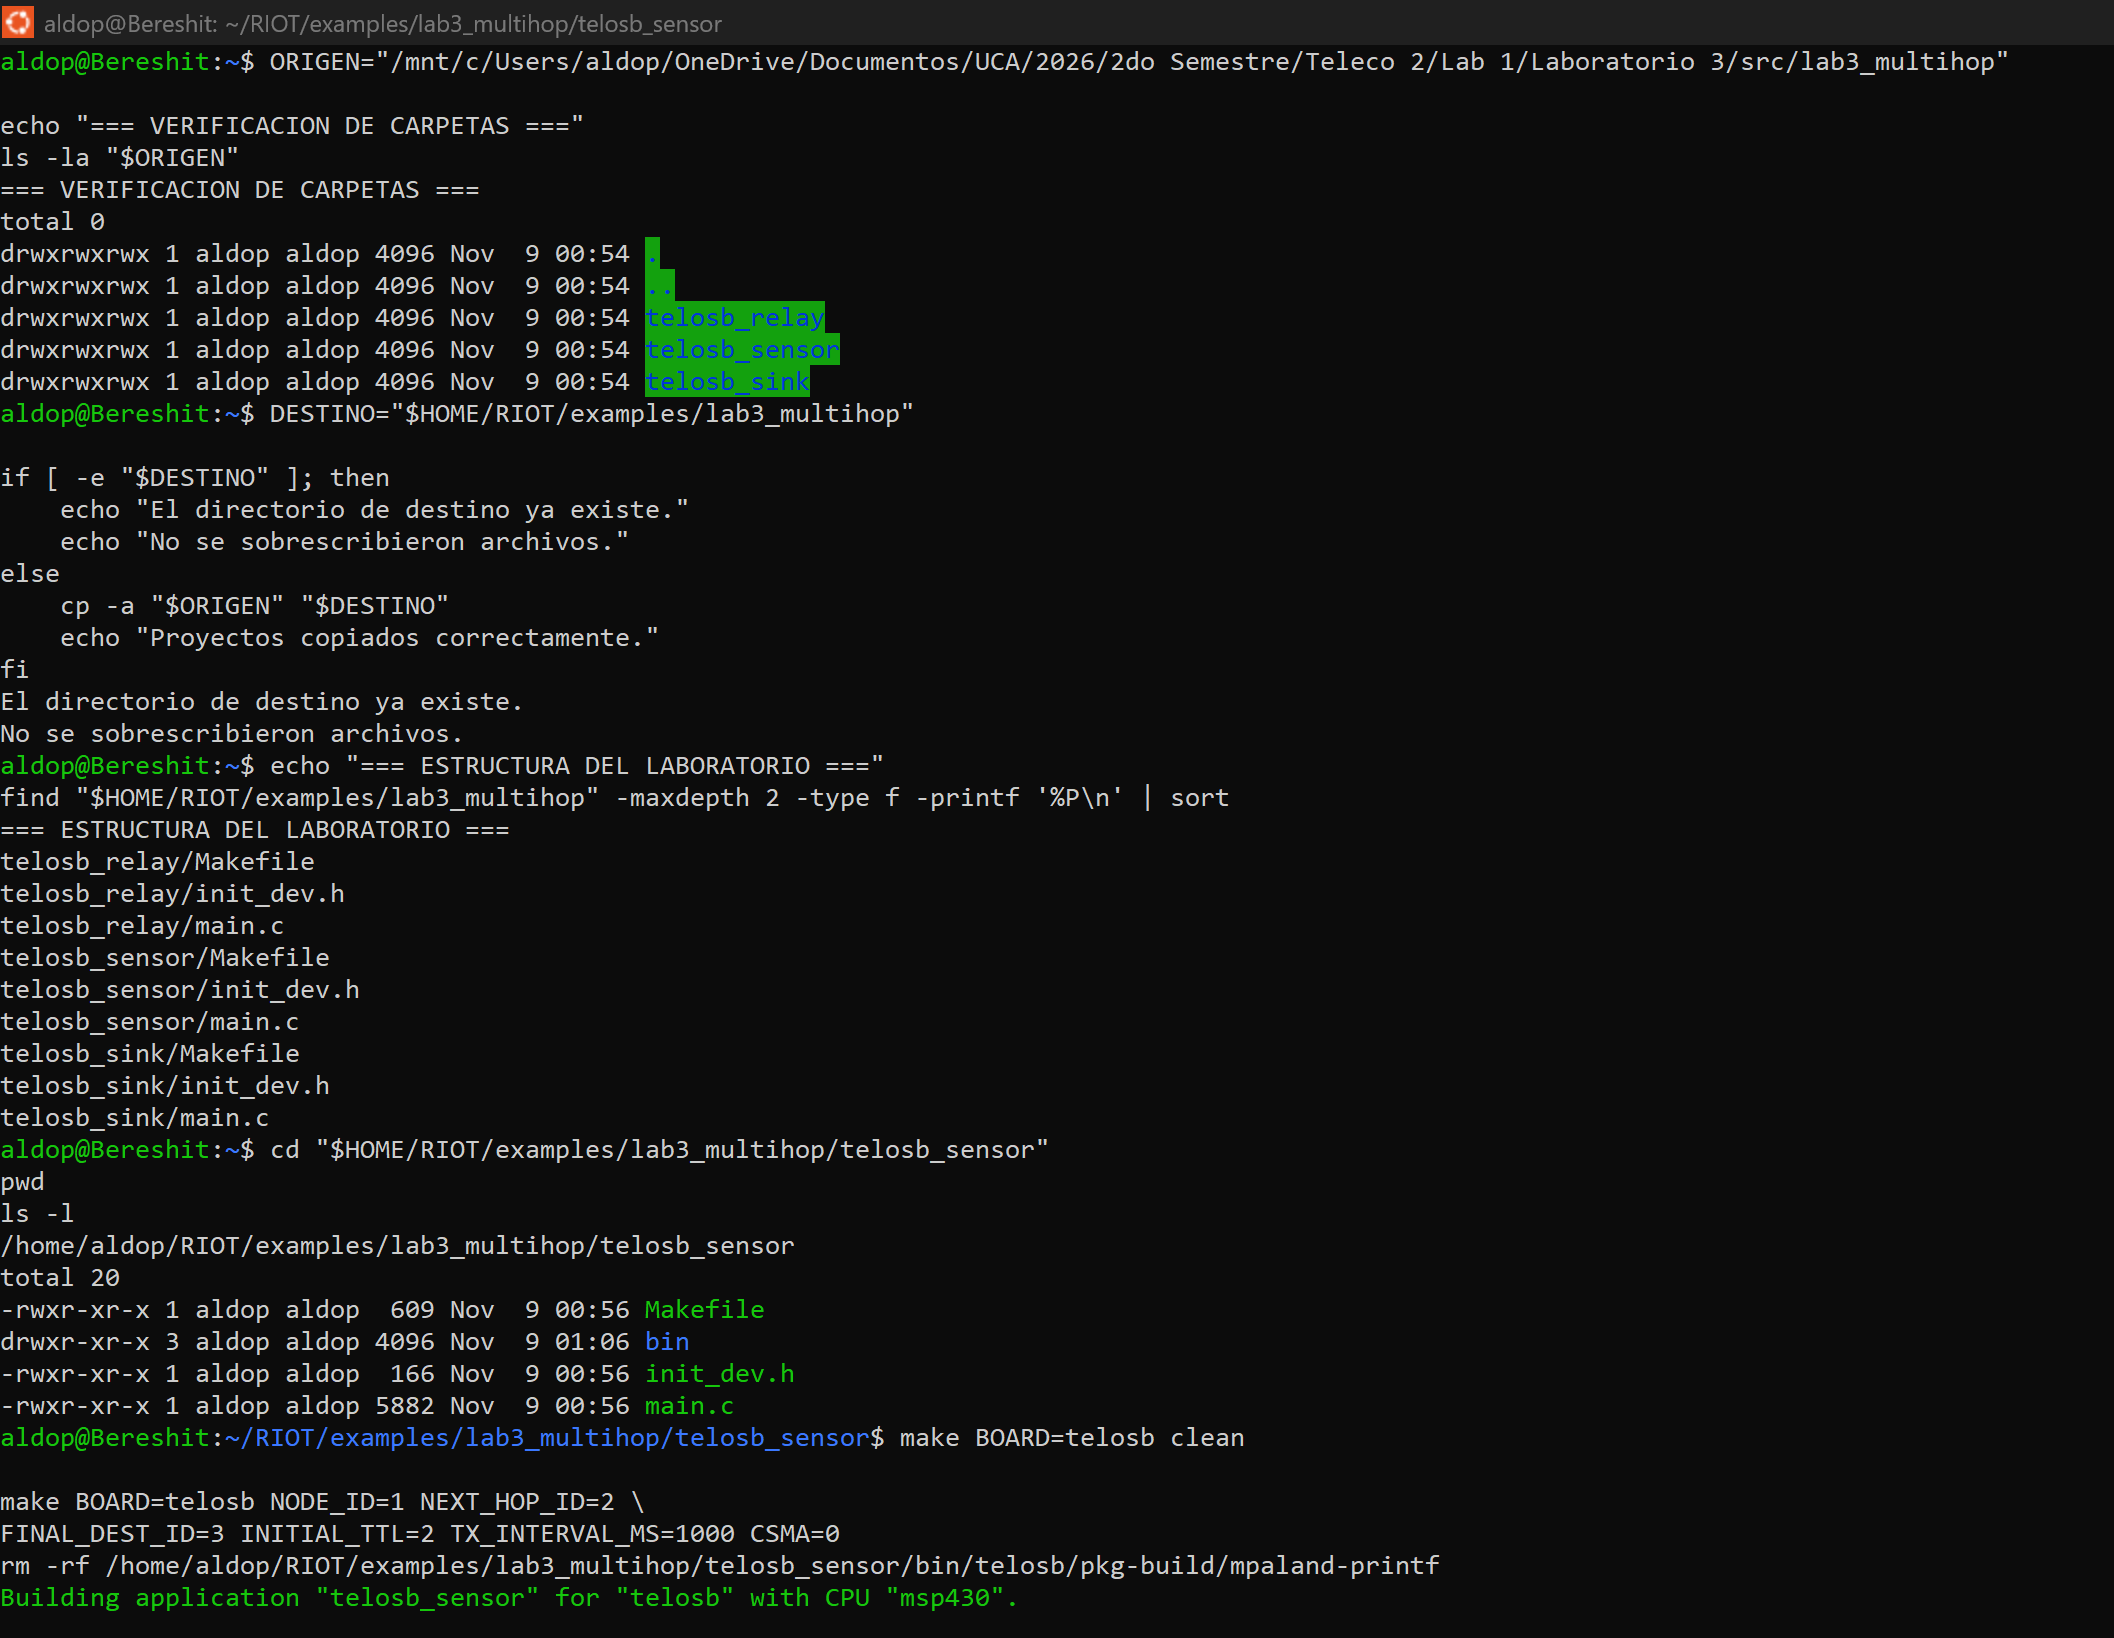 aldop@Bereshit: ~/RIOT/examples/lab3_multihop/telosb_sensor
aldop@Bereshit:~$ ORIGEN="/mnt/c/Users/aldop/OneDrive/Documentos/UCA/2026/2do Semestre/Teleco 2/Lab 1/Laboratorio 3/src/lab3_multihop"
echo "=== VERIFICACION DE CARPETAS ==="
ls -la "$ORIGEN"
=== VERIFICACION DE CARPETAS ===
total 0
drwxrwxrwx 1 aldop aldop 4096 Nov  9 00:54 .
drwxrwxrwx 1 aldop aldop 4096 Nov  9 00:54 ..
drwxrwxrwx 1 aldop aldop 4096 Nov  9 00:54 telosb_relay
drwxrwxrwx 1 aldop aldop 4096 Nov  9 00:54 telosb_sensor
drwxrwxrwx 1 aldop aldop 4096 Nov  9 00:54 telosb_sink
aldop@Bereshit:~$ DESTINO="$HOME/RIOT/examples/lab3_multihop"
if [ -e "$DESTINO" ]; then
    echo "El directorio de destino ya existe."
    echo "No se sobrescribieron archivos."
else
    cp -a "$ORIGEN" "$DESTINO"
    echo "Proyectos copiados correctamente."
fi
El directorio de destino ya existe.
No se sobrescribieron archivos.
aldop@Bereshit:~$ echo "=== ESTRUCTURA DEL LABORATORIO ==="
find "$HOME/RIOT/examples/lab3_multihop" -maxdepth 2 -type f -printf '%P\n' | sort
=== ESTRUCTURA DEL LABORATORIO ===
telosb_relay/Makefile
telosb_relay/init_dev.h
telosb_relay/main.c
telosb_sensor/Makefile
telosb_sensor/init_dev.h
telosb_sensor/main.c
telosb_sink/Makefile
telosb_sink/init_dev.h
telosb_sink/main.c
aldop@Bereshit:~$ cd "$HOME/RIOT/examples/lab3_multihop/telosb_sensor"
pwd
ls -l
/home/aldop/RIOT/examples/lab3_multihop/telosb_sensor
total 20
-rwxr-xr-x 1 aldop aldop  609 Nov  9 00:56 Makefile
drwxr-xr-x 3 aldop aldop 4096 Nov  9 01:06 bin
-rwxr-xr-x 1 aldop aldop  166 Nov  9 00:56 init_dev.h
-rwxr-xr-x 1 aldop aldop 5882 Nov  9 00:56 main.c
aldop@Bereshit:~/RIOT/examples/lab3_multihop/telosb_sensor$ make BOARD=telosb clean
make BOARD=telosb NODE_ID=1 NEXT_HOP_ID=2 \
FINAL_DEST_ID=3 INITIAL_TTL=2 TX_INTERVAL_MS=1000 CSMA=0
rm -rf /home/aldop/RIOT/examples/lab3_multihop/telosb_sensor/bin/telosb/pkg-build/mpaland-printf
Building application "telosb_sensor" for "telosb" with CPU "msp430".